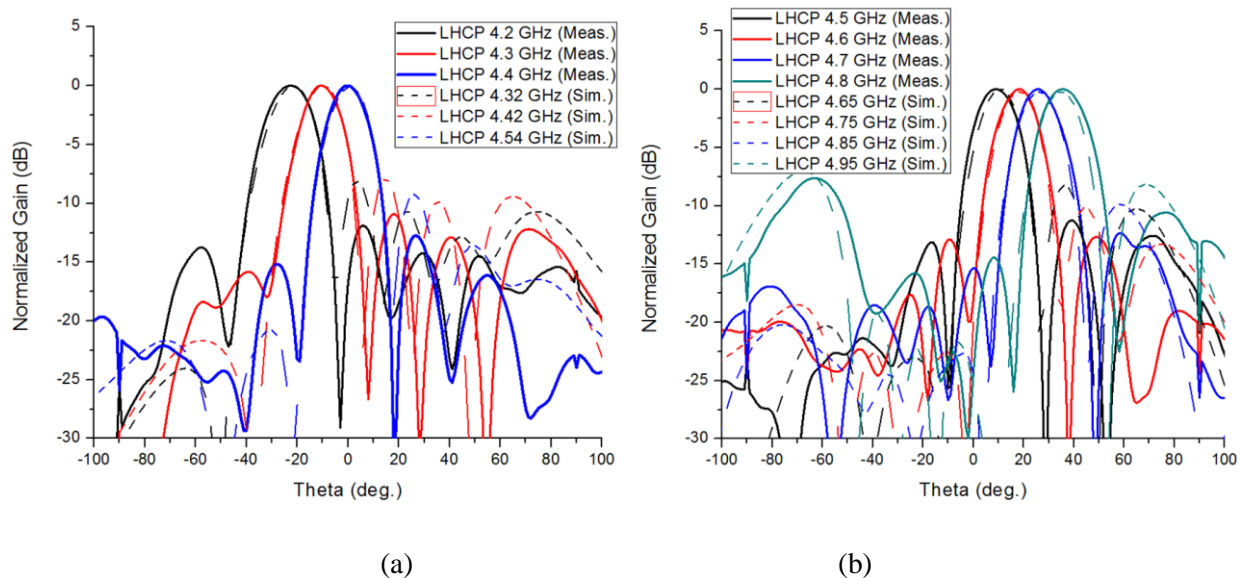 LHCP 4.2 GHz (Meas.)
LHCP 4.3 GHz (Meas.)
LHCP 4.4 GHz (Meas.)
LHCP 4.32 GHz (Sim.)
LHCP 4.42 GHz (Sim.)
LHCP 4.54 GHz (Sim.)
5
0
-5
-10
-15
-20
-25
-30
Normalized Gain (dB)
-100 -80 -60 -40 -20 0 20 40 60 80 100
Theta (deg.)
(a)
LHCP 4.5 GHz (Meas.)
LHCP 4.6 GHz (Meas.)
LHCP 4.7 GHz (Meas.)
LHCP 4.8 GHz (Meas.)
LHCP 4.65 GHz (Sim.)
LHCP 4.75 GHz (Sim.)
LHCP 4.85 GHz (Sim.)
LHCP 4.95 GHz (Sim.)
5
0
-5
-10
-15
-20
-25
-30
Normalized Gain (dB)
-100 -80 -60 -40 -20 0 20 40 60 80 100
Theta (deg.)
(b)